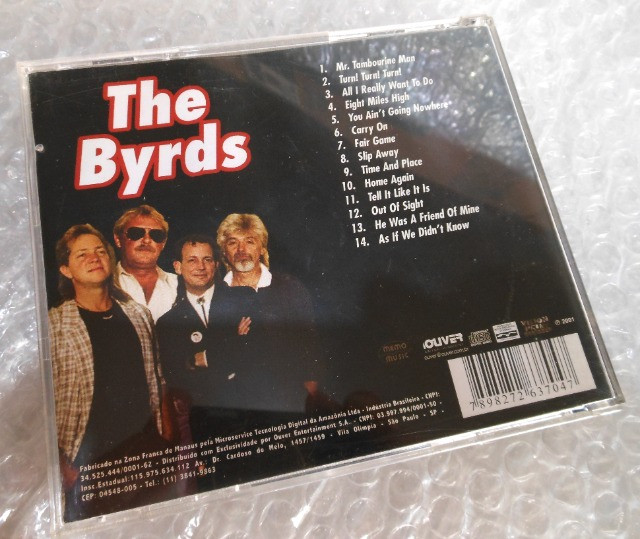 The
Byrds
1. Mr. Tambourine Man
2. Turn! Turn! Turn!
3. All I Really Want To Do
4. Eight Miles High
5. You Ain't Going Nowhere
6. Carry On
7. Fair Game
8. Slip Away
9. Time And Place
10. Home Again
11. Tell It Like It Is
12. Out Of Sight
13. He Was A Friend Of Mine
14. As If We Didn't Know
MEMO
MUSIC
OUVER
ouver@ouver.com.br
℗ 2001
7 898272 637047
Fabricado na Zona Franca de Manaus pela Microservice Tecnologia Digital da Amazônia Ltda - Indústria Brasileira - CNPJ:
34.525.444/0001-62 - Distribuído com Exclusividade por Ouver Entertainment S.A. - CNPJ: 03.997.994/0001-50 -
Insc.Estadual:115.975.634.112 Av.: Dr. Cardoso de Melo, 1457/1459 - Vila Olímpia - São Paulo - SP -
CEP: 04548-005 - Tel.: (11) 3841-9863